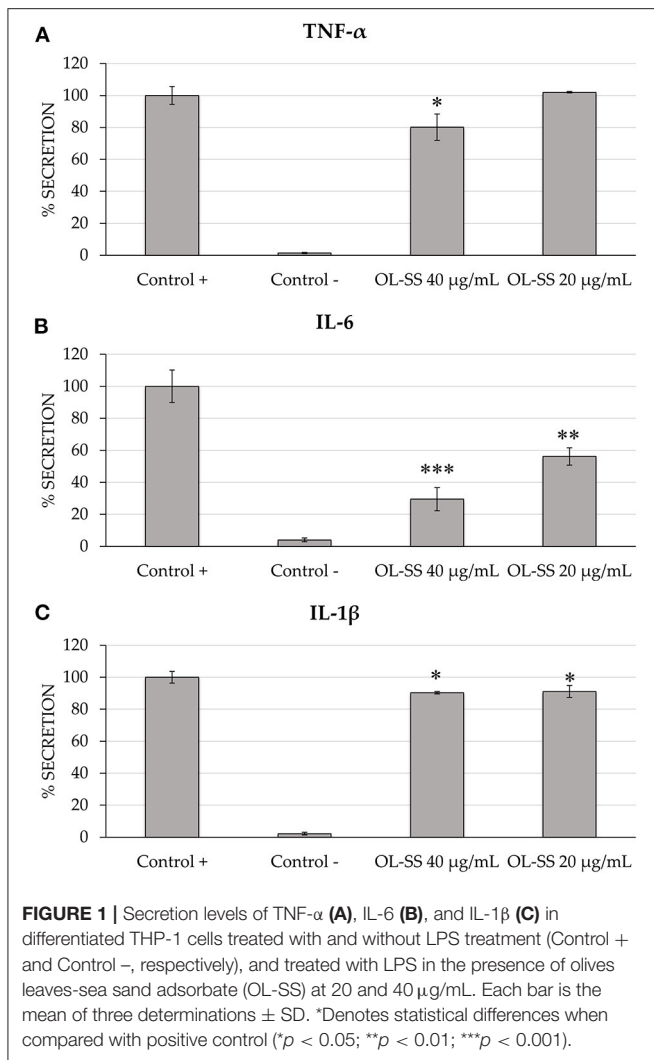 A
TNF-α
120
100
80
60
40
20
0
% SECRETION
*
Control +
Control -
OL-SS 40 µg/mL
OL-SS 20 µg/mL
B
IL-6
120
100
80
60
40
20
0
% SECRETION
***
**
Control +
Control -
OL-SS 40 µg/mL
OL-SS 20 µg/mL
C
IL-1β
120
100
80
60
40
20
0
% SECRETION
*
*
Control +
Control -
OL-SS 40 µg/mL
OL-SS 20 µg/mL
FIGURE 1 | Secretion levels of TNF-α (A), IL-6 (B), and IL-1β (C) in
differentiated THP-1 cells treated with and without LPS treatment (Control +
and Control –, respectively), and treated with LPS in the presence of olives
leaves-sea sand adsorbate (OL-SS) at 20 and 40 µg/mL. Each bar is the
mean of three determinations ± SD. *Denotes statistical differences when
compared with positive control (*p < 0.05; **p < 0.01; ***p < 0.001).